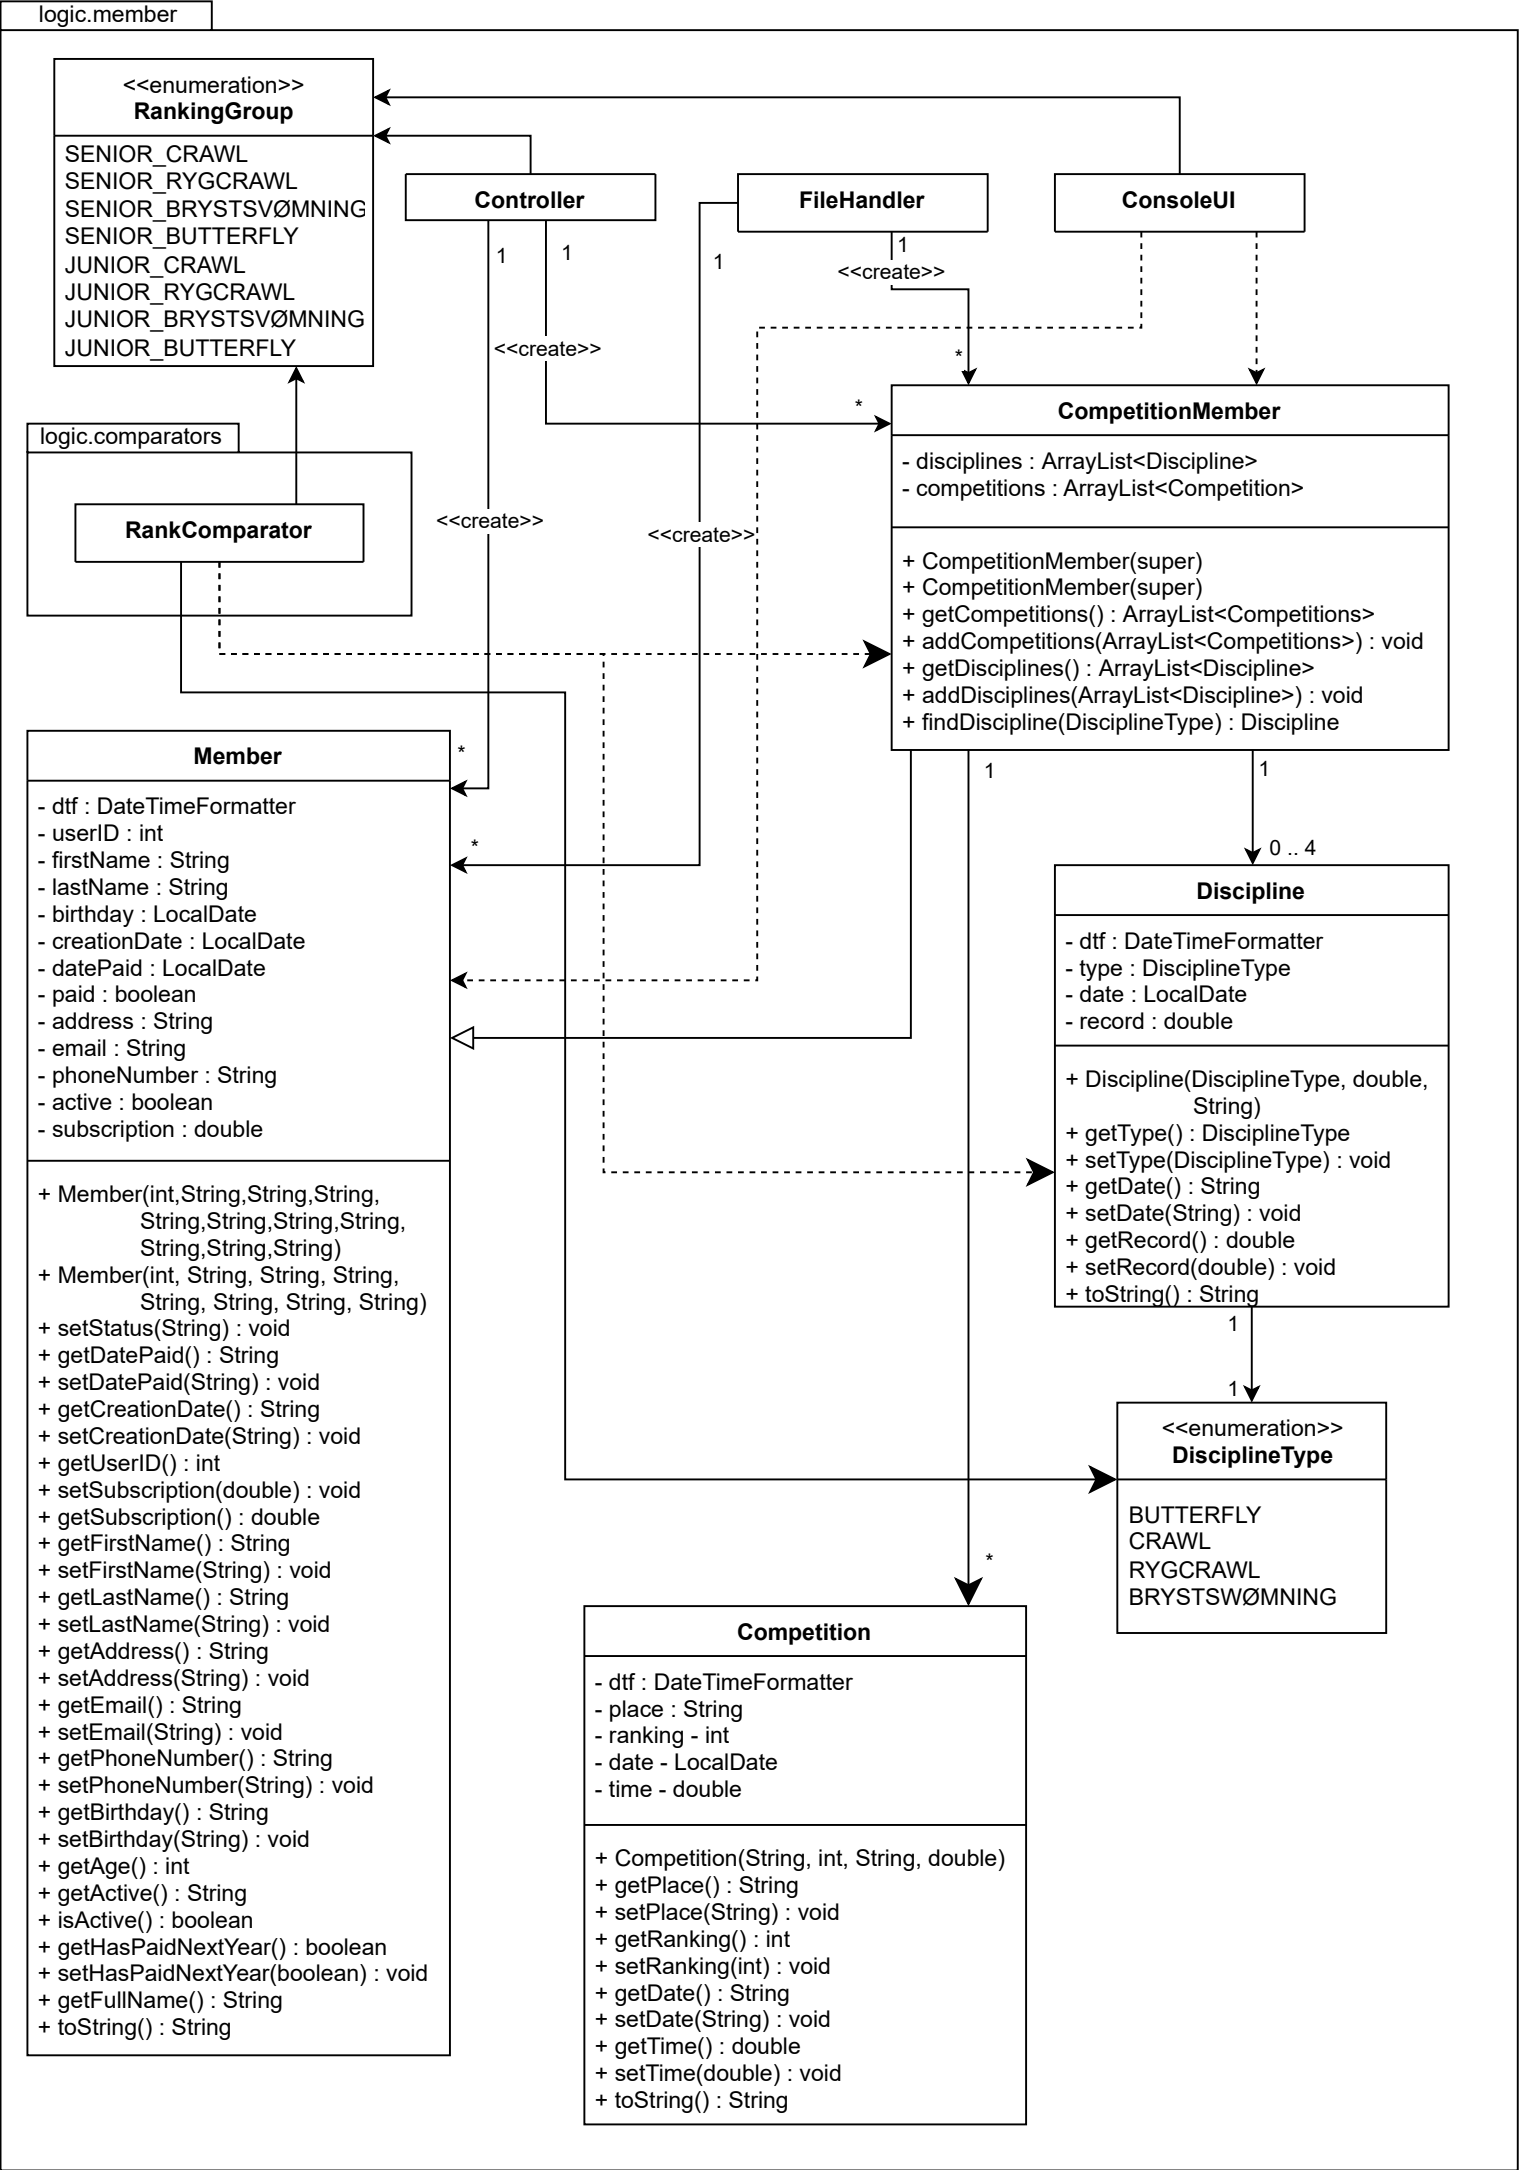 logic.member
<<enumeration>>
RankingGroup
SENIOR_CRAWL
SENIOR_RYGCRAWL
SENIOR_BRYSTSVØMNING
SENIOR_BUTTERFLY
JUNIOR_CRAWL
JUNIOR_RYGCRAWL
JUNIOR_BRYSTSVØMNING
JUNIOR_BUTTERFLY
Controller
FileHandler
ConsoleUI
1
1
1
1
<<create>>
<<create>>
*
*
<<create>>
<<create>>
logic.comparators
RankComparator
CompetitionMember
- disciplines : ArrayList<Discipline>
- competitions : ArrayList<Competition>
+ CompetitionMember(super)
+ CompetitionMember(super)
+ getCompetitions() : ArrayList<Competitions>
+ addCompetitions(ArrayList<Competitions>) : void
+ getDisciplines() : ArrayList<Discipline>
+ addDisciplines(ArrayList<Discipline>) : void
+ findDiscipline(DisciplineType) : Discipline
*
*
1
1
0 .. 4
Member
- dtf : DateTimeFormatter
- userID : int
- firstName : String
- lastName : String
- birthday : LocalDate
- creationDate : LocalDate
- datePaid : LocalDate
- paid : boolean
- address : String
- email : String
- phoneNumber : String
- active : boolean
- subscription : double
+ Member(int,String,String,String,
String,String,String,String,
String,String,String)
+ Member(int, String, String, String,
String, String, String, String)
+ setStatus(String) : void
+ getDatePaid() : String
+ setDatePaid(String) : void
+ getCreationDate() : String
+ setCreationDate(String) : void
+ getUserID() : int
+ setSubscription(double) : void
+ getSubscription() : double
+ getFirstName() : String
+ setFirstName(String) : void
+ getLastName() : String
+ setLastName(String) : void
+ getAddress() : String
+ setAddress(String) : void
+ getEmail() : String
+ setEmail(String) : void
+ getPhoneNumber() : String
+ setPhoneNumber(String) : void
+ getBirthday() : String
+ setBirthday(String) : void
+ getAge() : int
+ getActive() : String
+ isActive() : boolean
+ getHasPaidNextYear() : boolean
+ setHasPaidNextYear(boolean) : void
+ getFullName() : String
+ toString() : String
Discipline
- dtf : DateTimeFormatter
- type : DisciplineType
- date : LocalDate
- record : double
+ Discipline(DisciplineType, double,
String)
+ getType() : DisciplineType
+ setType(DisciplineType) : void
+ getDate() : String
+ setDate(String) : void
+ getRecord() : double
+ setRecord(double) : void
+ toString() : String
1
1
<<enumeration>>
DisciplineType
BUTTERFLY
CRAWL
RYGCRAWL
BRYSTSWØMNING
*
Competition
- dtf : DateTimeFormatter
- place : String
- ranking - int
- date - LocalDate
- time - double
+ Competition(String, int, String, double)
+ getPlace() : String
+ setPlace(String) : void
+ getRanking() : int
+ setRanking(int) : void
+ getDate() : String
+ setDate(String) : void
+ getTime() : double
+ setTime(double) : void
+ toString() : String